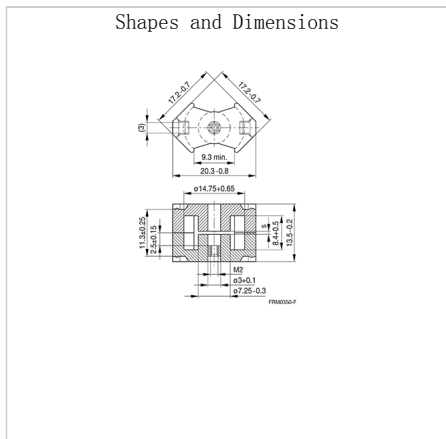 Shapes and Dimensions
17.2-0.7
17.2-0.7
(3)
9.3 min.
20.3-0.8
ø14.75+0.65
11.3±0.25
2.5±0.15
s
8.4+0.5
13.5-0.2
M2
ø3+0.1
ø7.25-0.3
FRM0350-F